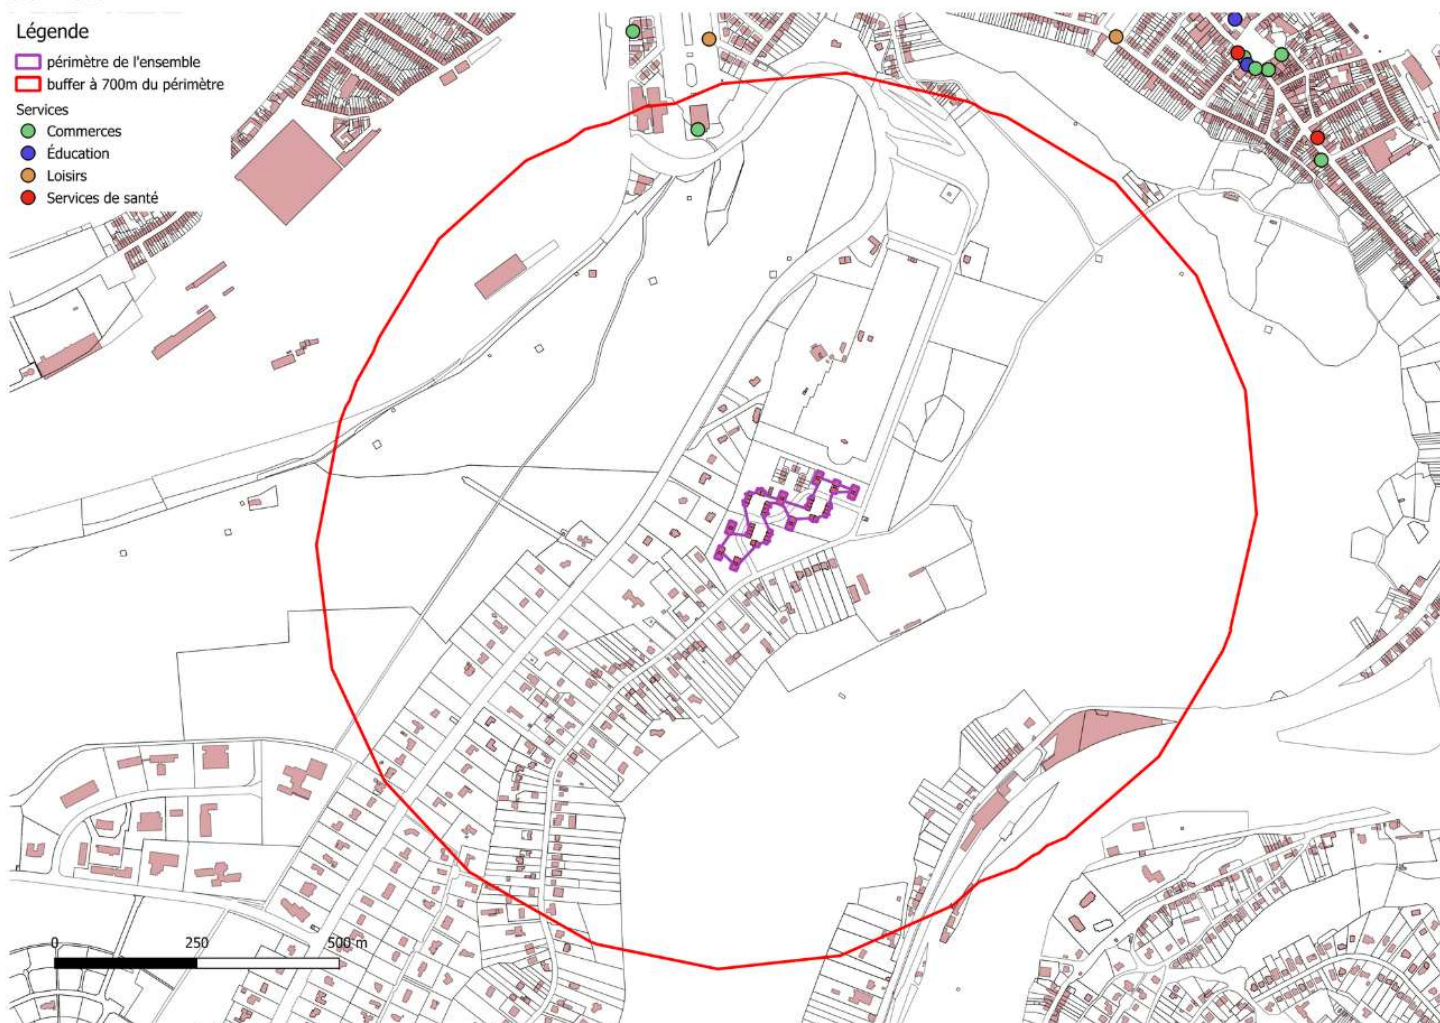 Légende
périmètre de l'ensemble
buffer à 700m du périmètre
Services
Commerces
Éducation
Loisirs
Services de santé
0 250 500 m